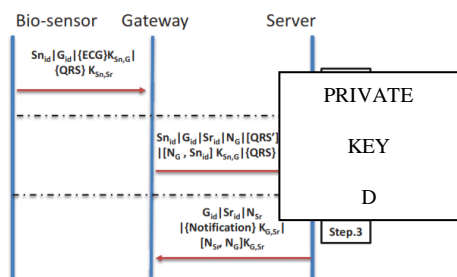 Bio-sensor Gateway Server
Sn_id|G_id|{ECG}K_Sn,G|
{QRS} K_Sn,Sr
PRIVATE
KEY
D
Sn_id|G_id|Sr_id|N_G|[QRS']
|[N_G , Sn_id] K_Sn,G|{QRS}
Step.3
G_id|Sr_id|N_Sr
|{Notification} K_G,Sr|
[N_Sr, N_G]K_G,Sr